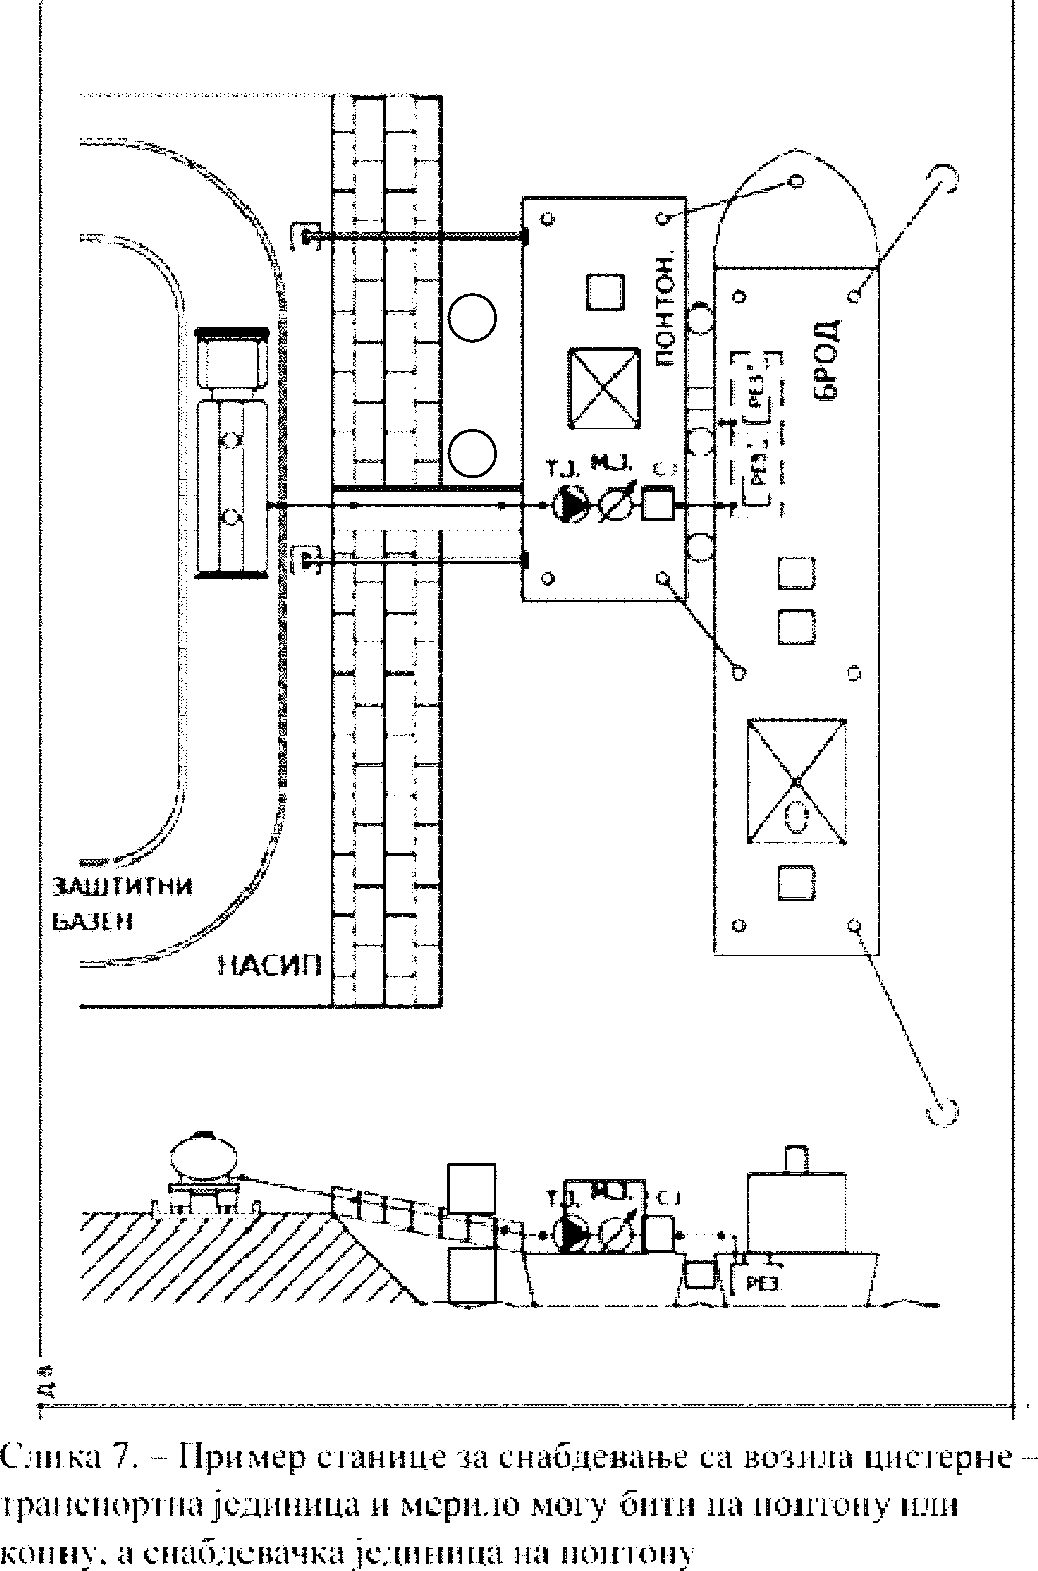 ПОНТОН.
БРОД
РЕЗ.
РЕЗ.
Т.Ј.
М.Ј.
С.Ј
ЗАШТИТНИ
БАЗЕН
НАСИП
Т.Ј.
М.Ј.
С.Ј
РЕЗ.
Слика 7. – Пример станице за снабдевање са возила цистерне –
транспортна јединица и мерило могу бити на понтону или
копну, а снабдевачка јединица на понтону